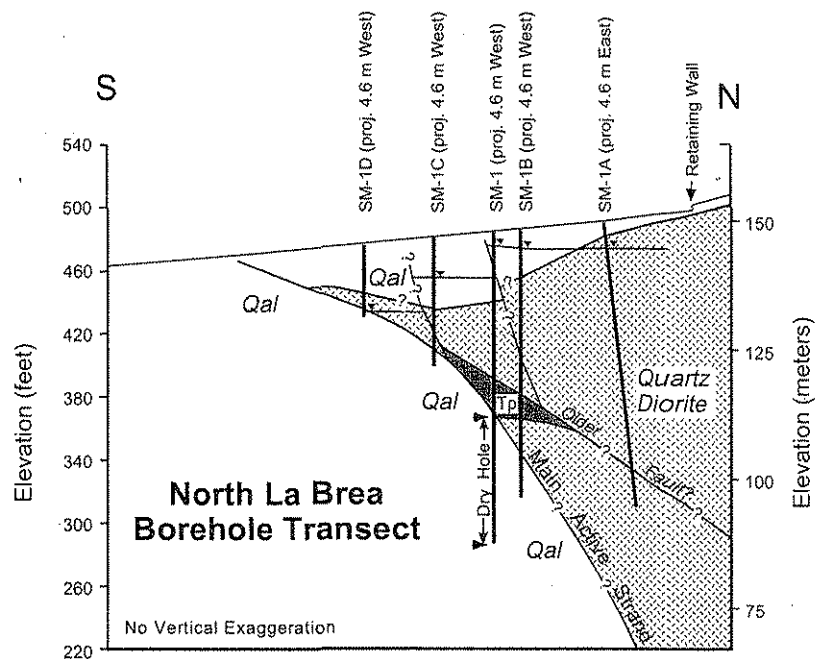 S
N
SM-1D (proj. 4.6 m West)
SM-1C (proj. 4.6 m West)
SM-1 (proj. 4.6 m West)
SM-1B (proj. 4.6 m West)
SM-1A (proj. 4.6 m East)
Retaining Wall
540
500
460
420
380
340
300
260
220
Elevation (feet)
150
125
100
75
Elevation (meters)
Qal
Qal
Qal
Qal
Tp
Quartz
Diorite
Older Fault?
Main Active Strand
Dry Hole
?
?
?
?
?
?
?
?
?
?
?
North La Brea
Borehole Transect
No Vertical Exaggeration